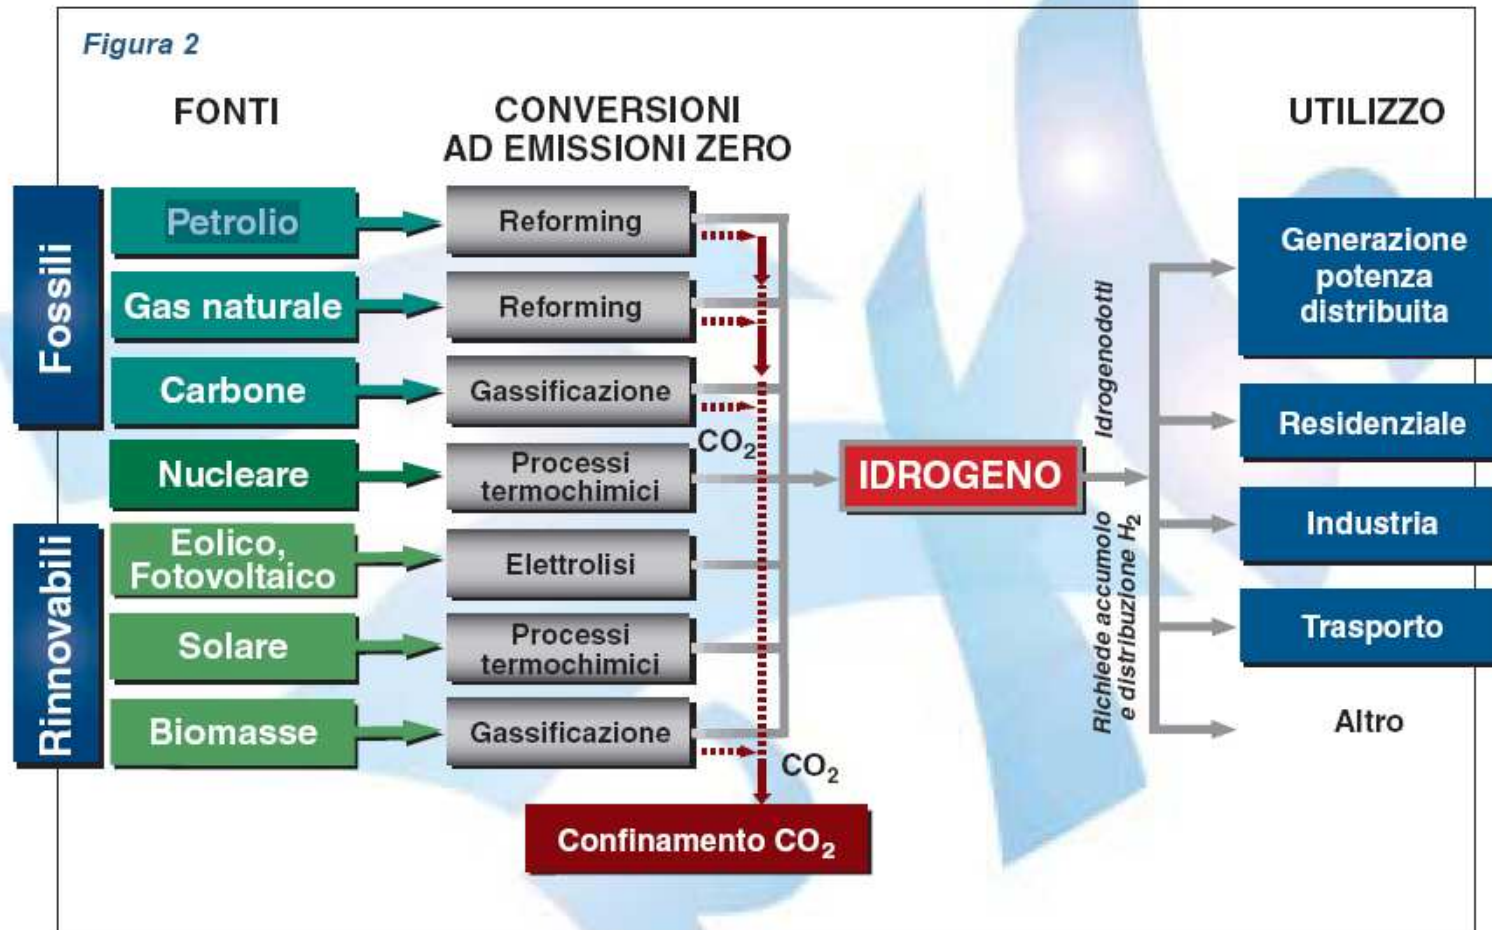 Figura 2
FONTI
CONVERSIONI
AD EMISSIONI ZERO
UTILIZZO
Fossili
Petrolio
Reforming
Gas naturale
Reforming
Carbone
Gassificazione
CO₂
Nucleare
Processi
termochimici
Rinnovabili
Eolico,
Fotovoltaico
Elettrolisi
Solare
Processi
termochimici
Biomasse
Gassificazione
CO₂
Confinamento CO₂
IDROGENO
Idrogenodotti
Richiede accumulo
e distribuzione H₂
Generazione
potenza
distribuita
Residenziale
Industria
Trasporto
Altro